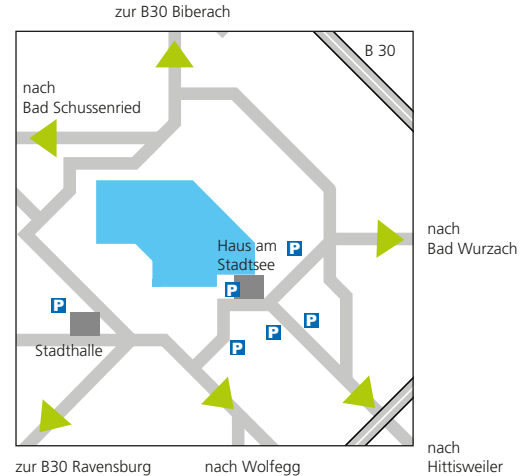 zur B30 Biberach
B 30
nach
Bad Schussenried
nach
Bad Wurzach
Haus am
Stadtsee
P
P
P
P
P
P
Stadthalle
zur B30 Ravensburg
nach Wolfegg
nach
Hittisweiler